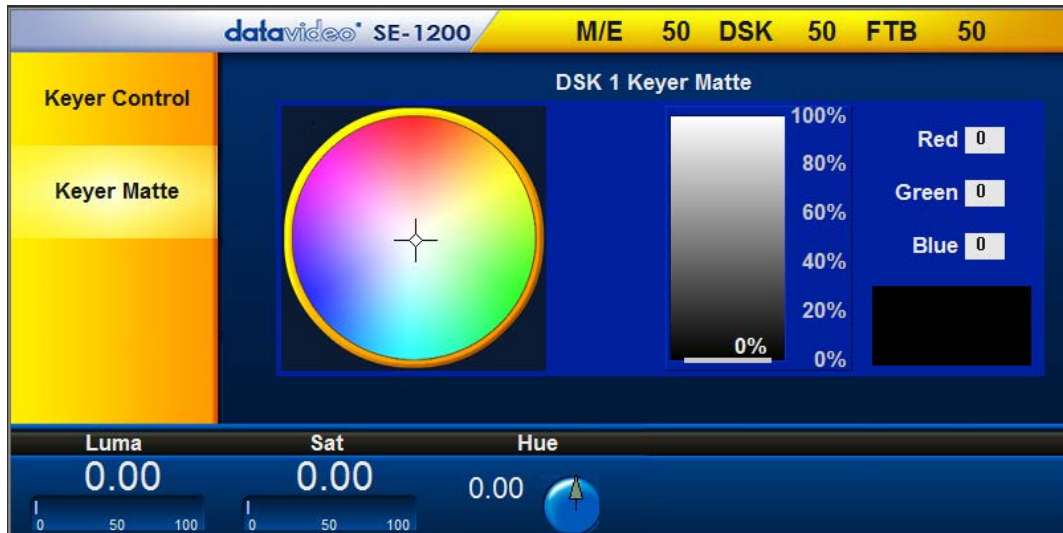 datavideo SE-1200 M/E 50 DSK 50 FTB 50
Keyer Control
Keyer Matte
DSK 1 Keyer Matte
100%
80%
60%
40%
20%
0%
0%
Red 0
Green 0
Blue 0
Luma Sat Hue
0.00 0.00 0.00
0 50 100 0 50 100